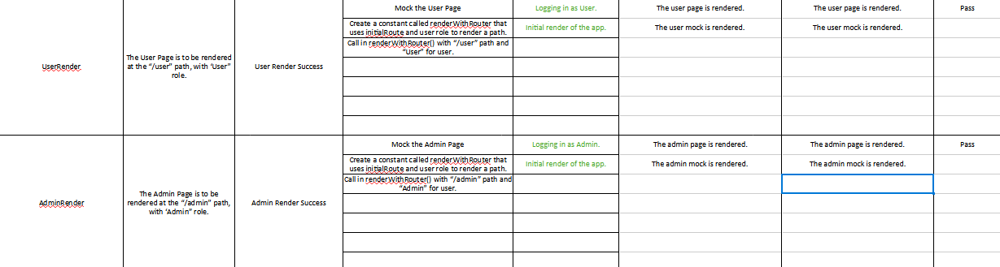 Mock the User Page
Logging in as User.
The user page is rendered.
The user page is rendered.
Pass
Create a constant called renderWithRouter that
uses initialRoute and user role to render a path.
Initial render of the app.
The user mock is rendered.
The user mock is rendered.
Call in renderWithRouter() with “/user” path and
“User” for user.
UserRender
The User Page is to be rendered
at the “/user” path, with ‘User”
role.
User Render Success
Mock the Admin Page
Logging in as Admin.
The admin page is rendered.
The admin page is rendered.
Pass
Create a constant called renderWithRouter that
uses initialRoute and user role to render a path.
Initial render of the app.
The admin mock is rendered.
The admin mock is rendered.
Call in renderWithRouter() with “/admin” path and
“Admin” for user.
AdminRender
The Admin Page is to be
rendered at the “/admin” path,
with ‘Admin” role.
Admin Render Success